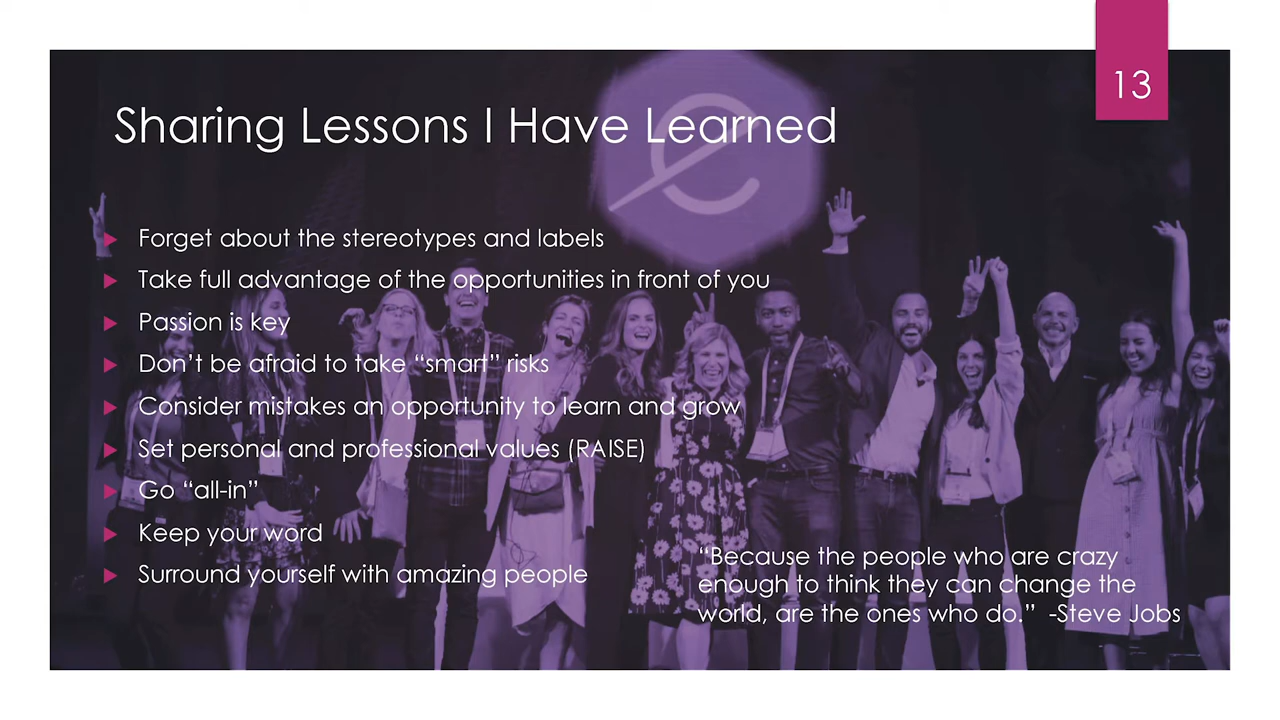 13
Sharing Lessons I Have Learned
Forget about the stereotypes and labels
Take full advantage of the opportunities in front of you
Passion is key
Don’t be afraid to take “smart” risks
Consider mistakes an opportunity to learn and grow
Set personal and professional values (RAISE)
Go “all-in”
Keep your word
Surround yourself with amazing people
“Because the people who are crazy
enough to think they can change the
world, are the ones who do.” -Steve Jobs